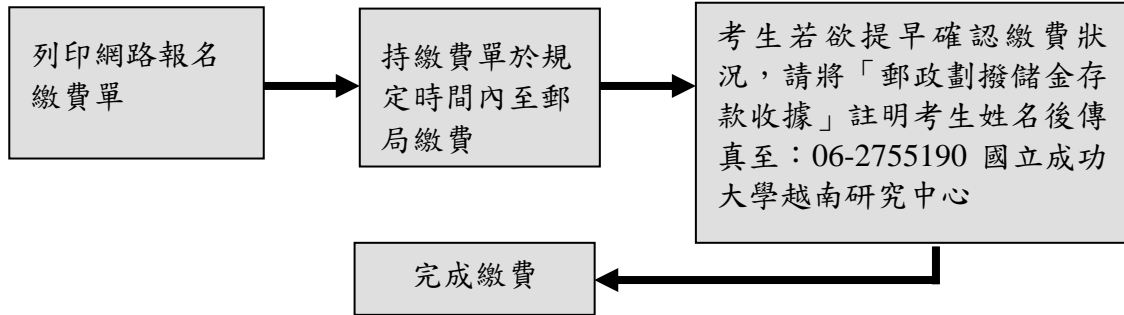 列印網路報名
繳費單
持繳費單於規
定時間內至郵
局繳費
考生若欲提早確認繳費狀
況，請將「郵政劃撥儲金存
款收據」註明考生姓名後傳
真至：06-2755190 國立成功
大學越南研究中心
完成繳費